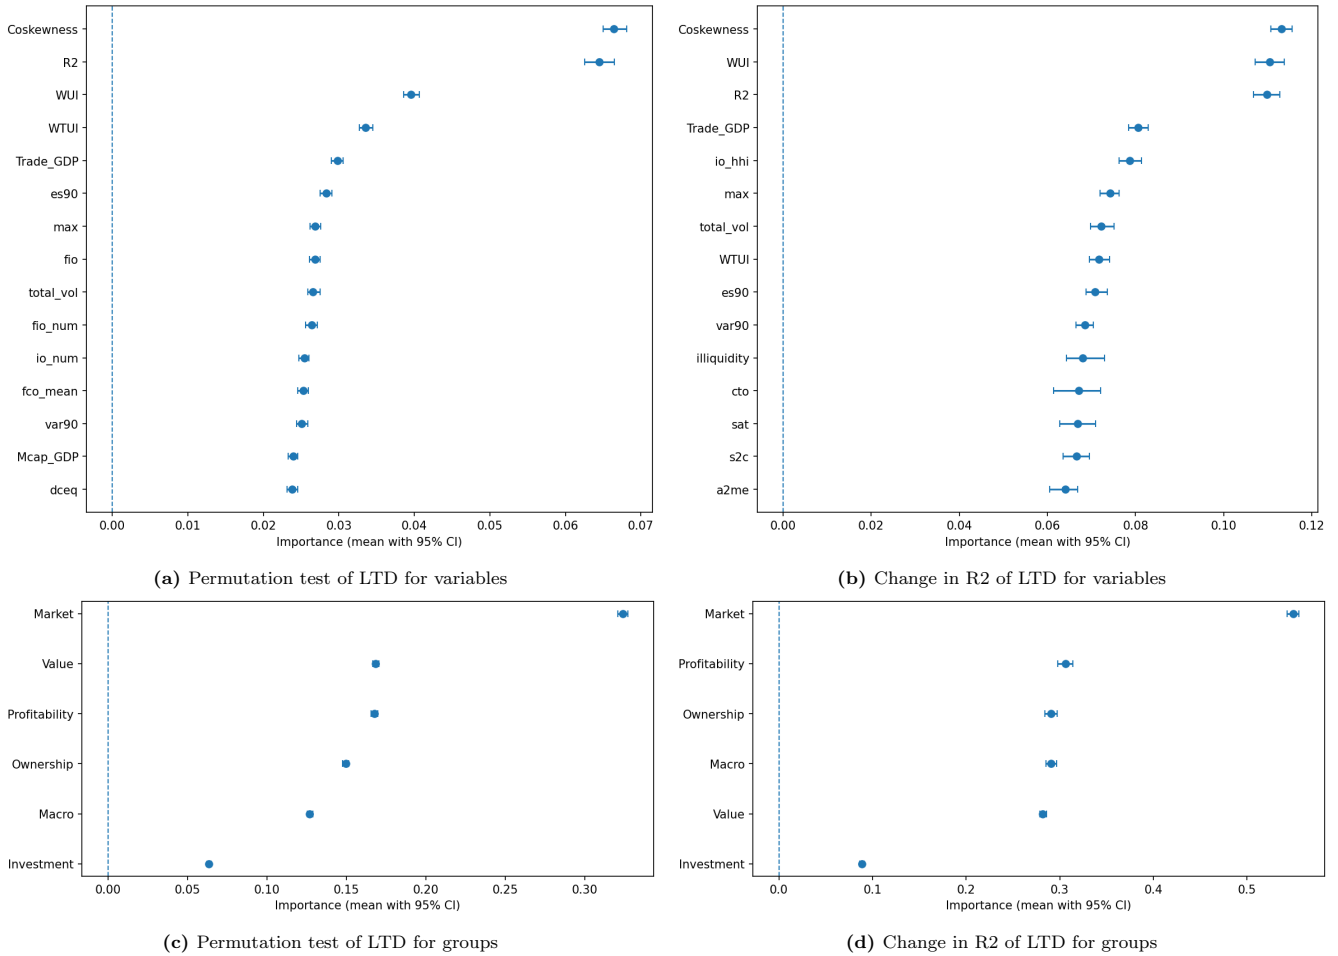 Coskewness
R2
WUI
WTUI
Trade_GDP
es90
max
fio
total_vol
fio_num
io_num
fco_mean
var90
Mcap_GDP
dceq
0.00 0.01 0.02 0.03 0.04 0.05 0.06 0.07
Importance (mean with 95% CI)
(a) Permutation test of LTD for variables
Coskewness
WUI
R2
Trade_GDP
io_hhi
max
total_vol
WTUI
es90
var90
illiquidity
cto
sat
s2c
a2me
0.00 0.02 0.04 0.06 0.08 0.10 0.12
Importance (mean with 95% CI)
(b) Change in R2 of LTD for variables
Market
Value
Profitability
Ownership
Macro
Investment
0.00 0.05 0.10 0.15 0.20 0.25 0.30
Importance (mean with 95% CI)
(c) Permutation test of LTD for groups
Market
Profitability
Ownership
Macro
Value
Investment
0.0 0.1 0.2 0.3 0.4 0.5
Importance (mean with 95% CI)
(d) Change in R2 of LTD for groups